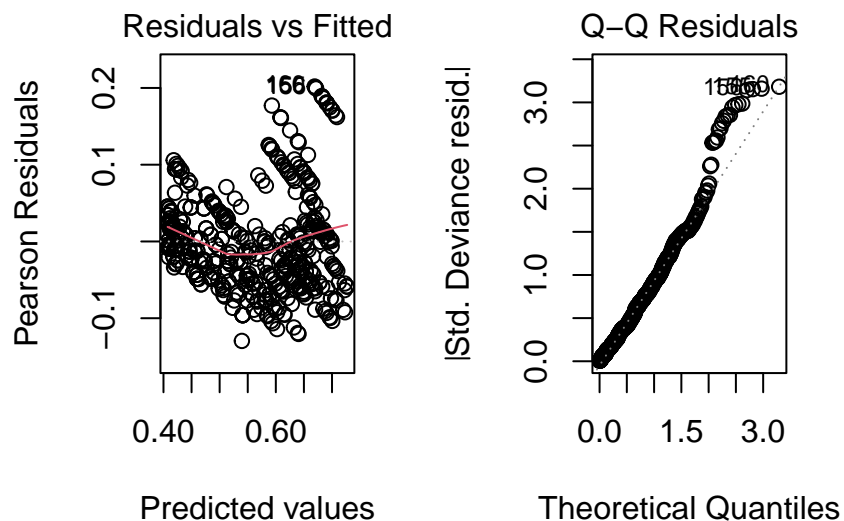 Residuals vs Fitted
Pearson Residuals
0.2
0.1
−0.1
0.40
0.60
Predicted values
Q−Q Residuals
|Std. Deviance resid.|
3.0
2.0
1.0
0.0
0.0
1.5
3.0
Theoretical Quantiles